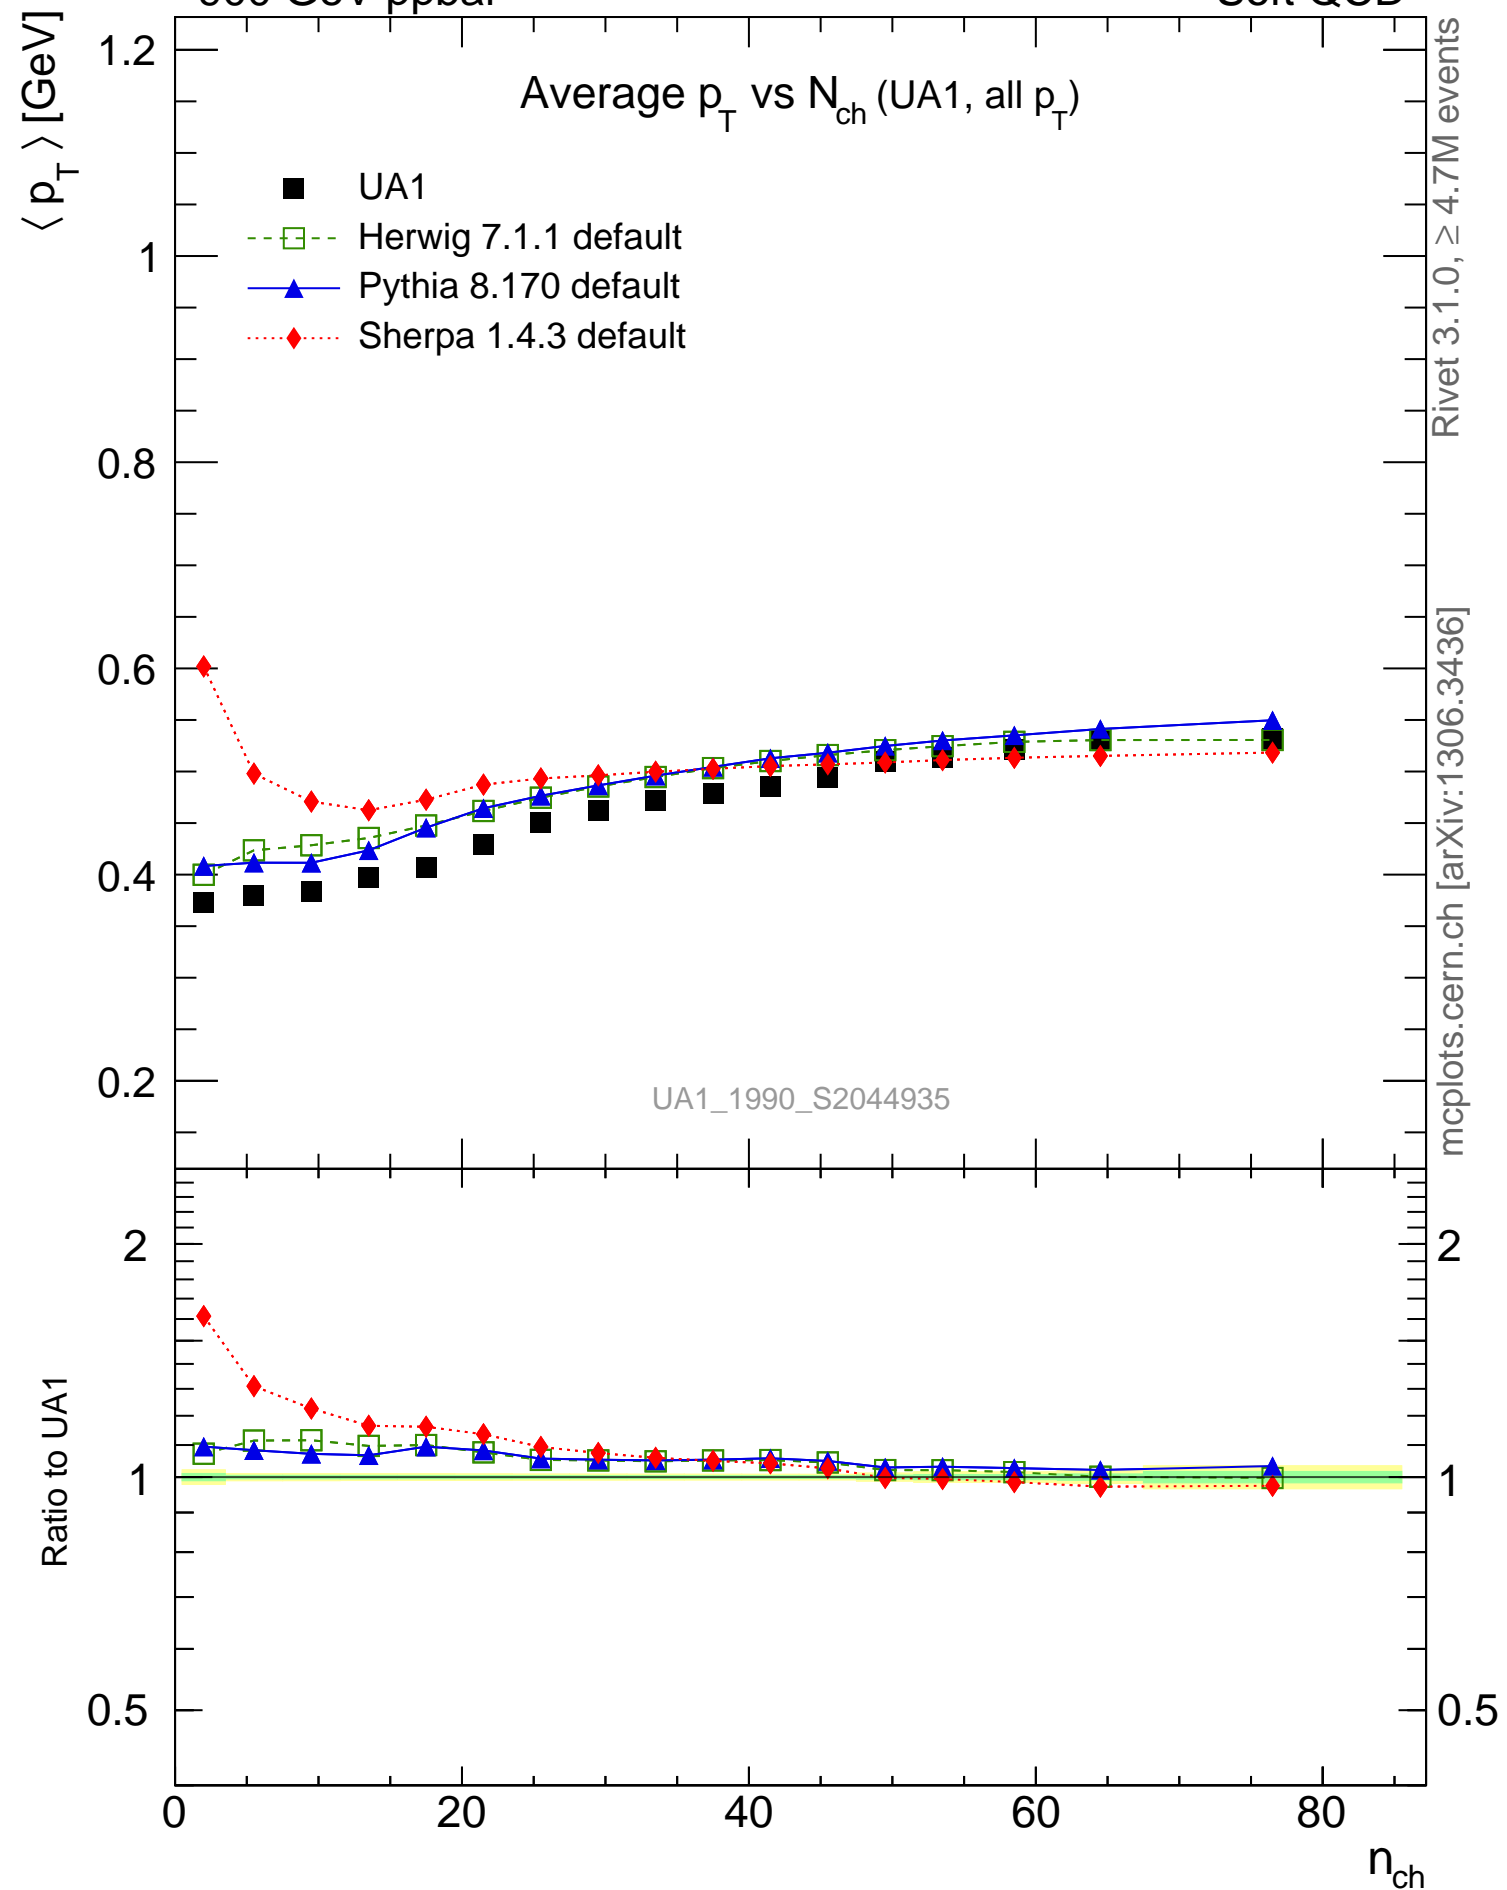 ⟨ p_T ⟩ [GeV]
Average p_T vs N_ch (UA1, all p_T)
UA1
Herwig 7.1.1 default
Pythia 8.170 default
Sherpa 1.4.3 default
1.2
1
0.8
0.6
0.4
0.2
UA1_1990_S2044935
Rivet 3.1.0, ≥ 4.7M events
mcplots.cern.ch [arXiv:1306.3436]
Ratio to UA1
2
1
0.5
2
1
0.5
0 20 40 60 80
n_ch